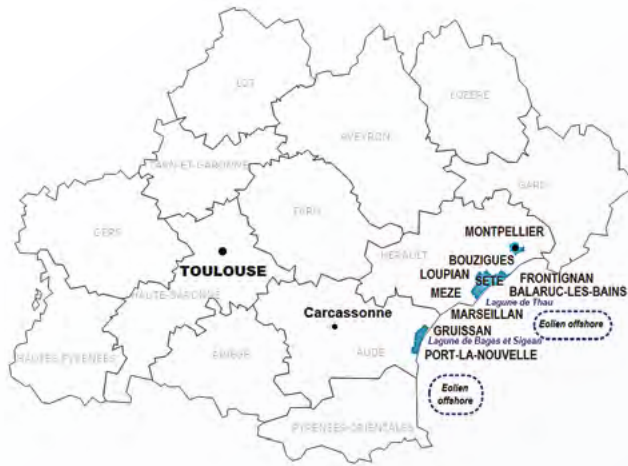 LOT
LOZERE
AVEYRON
TARN-ET-GARONNE
GARD
TARN
GERS
MONTPELLIER
HERAULT
BOUZIGUES
TOULOUSE
LOUPIAN
SETE
FRONTIGNAN
MEZE
BALARUC-LES-BAINS
HAUTE-GARONNE
Lagune de Thau
Carcassonne
MARSEILLAN
Eolien offshore
GRUISSAN
Lagune de Bages et Sigean
HAUTES-PYRENEES
ARIEGE
AUDE
PORT-LA-NOUVELLE
Eolien
offshore
PYRENEES-ORIENTALES